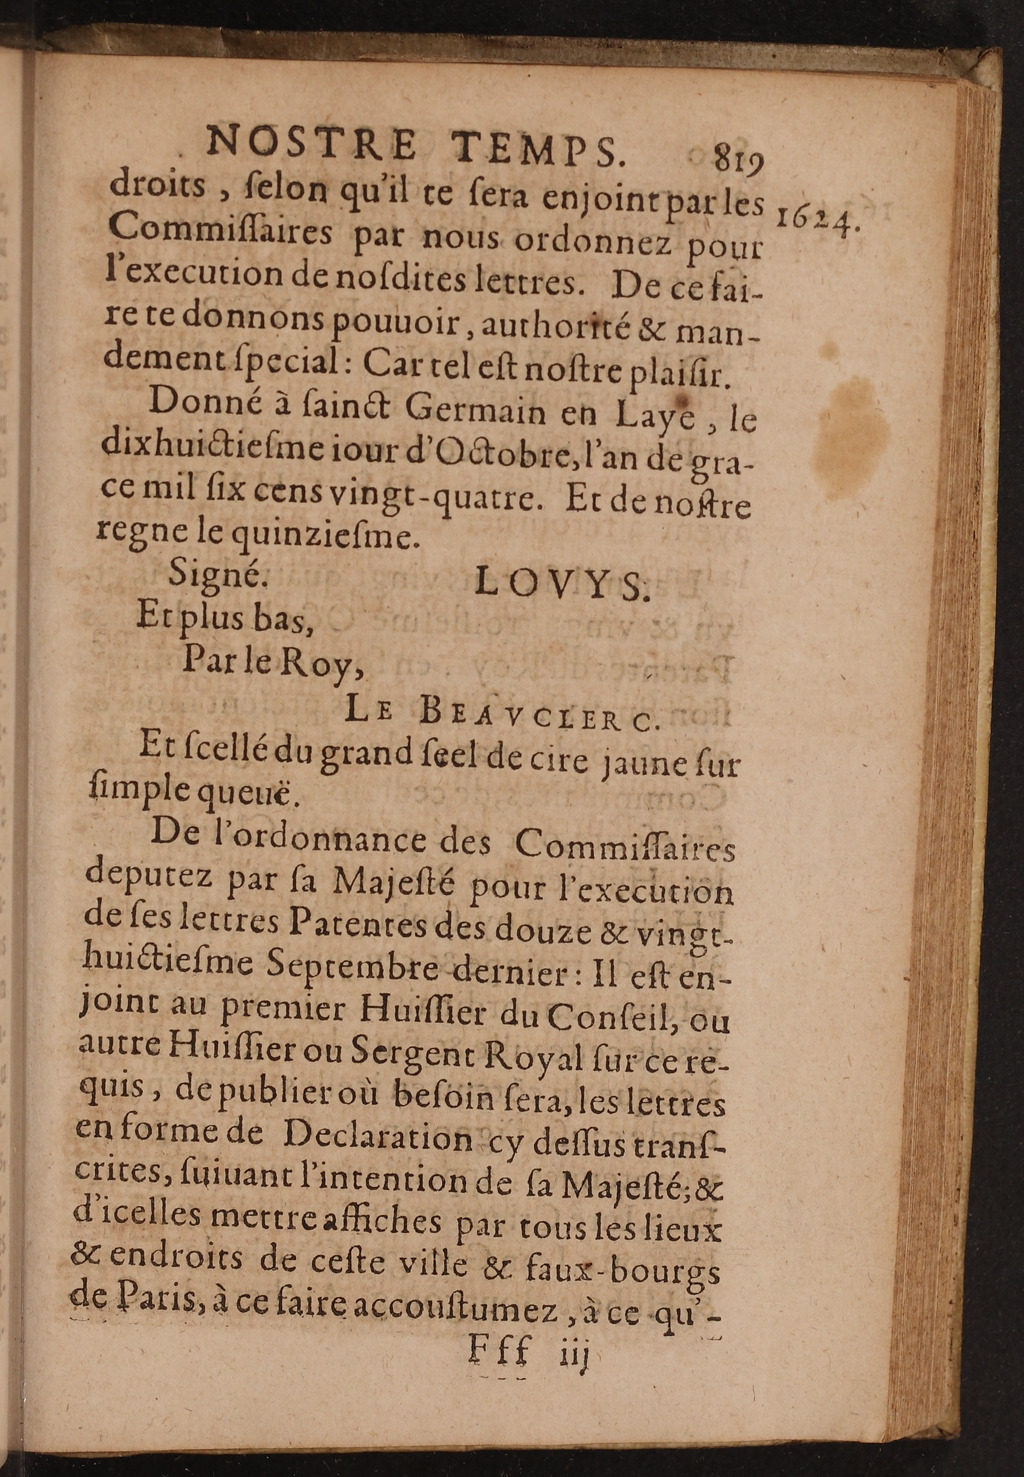 NOSTRE TEMPS. 819
droits , ſelon qu'il te ſera enjoint par les
1624.
Commiſſaires par nous ordonnez pour
l'execution de noſdites lettres. De ce fai-
re te donnons pouuoir, authorité & man-
dement ſpecial: Car tel eſt noſtre plaiſir.
Donné à ſainct Germain en Laye , le
dixhuictieſme iour d'Octobre, l'an de gra-
ce mil ſix cens vingt-quatre. Et de noſtre
regne le quinzieſme.
Signé. LOVYS.
Et plus bas,
Par le Roy,
LE BEAVCLERC.
Et ſcellé du grand ſeel de cire jaune ſur
ſimple queuë.
De l'ordonnance des Commiſſaires
deputez par ſa Majeſté pour l'execution
de ſes lettres Patentes des douze & vingt-
huictieſme Septembre dernier: Il eſt en-
joint au premier Huiſſier du Conſeil, ou
autre Huiſſier ou Sergent Royal ſur ce re-
quis, de publier où beſoin ſera, les lettres
en forme de Declaration cy deſſus tranſ-
crites, ſuiuant l'intention de ſa Majeſté; &
d'icelles mettre affiches par tous les lieux
& endroits de ceſte ville & faux-bourgs
de Paris, à ce faire accouſtumez , à ce qu'-
Fff iij